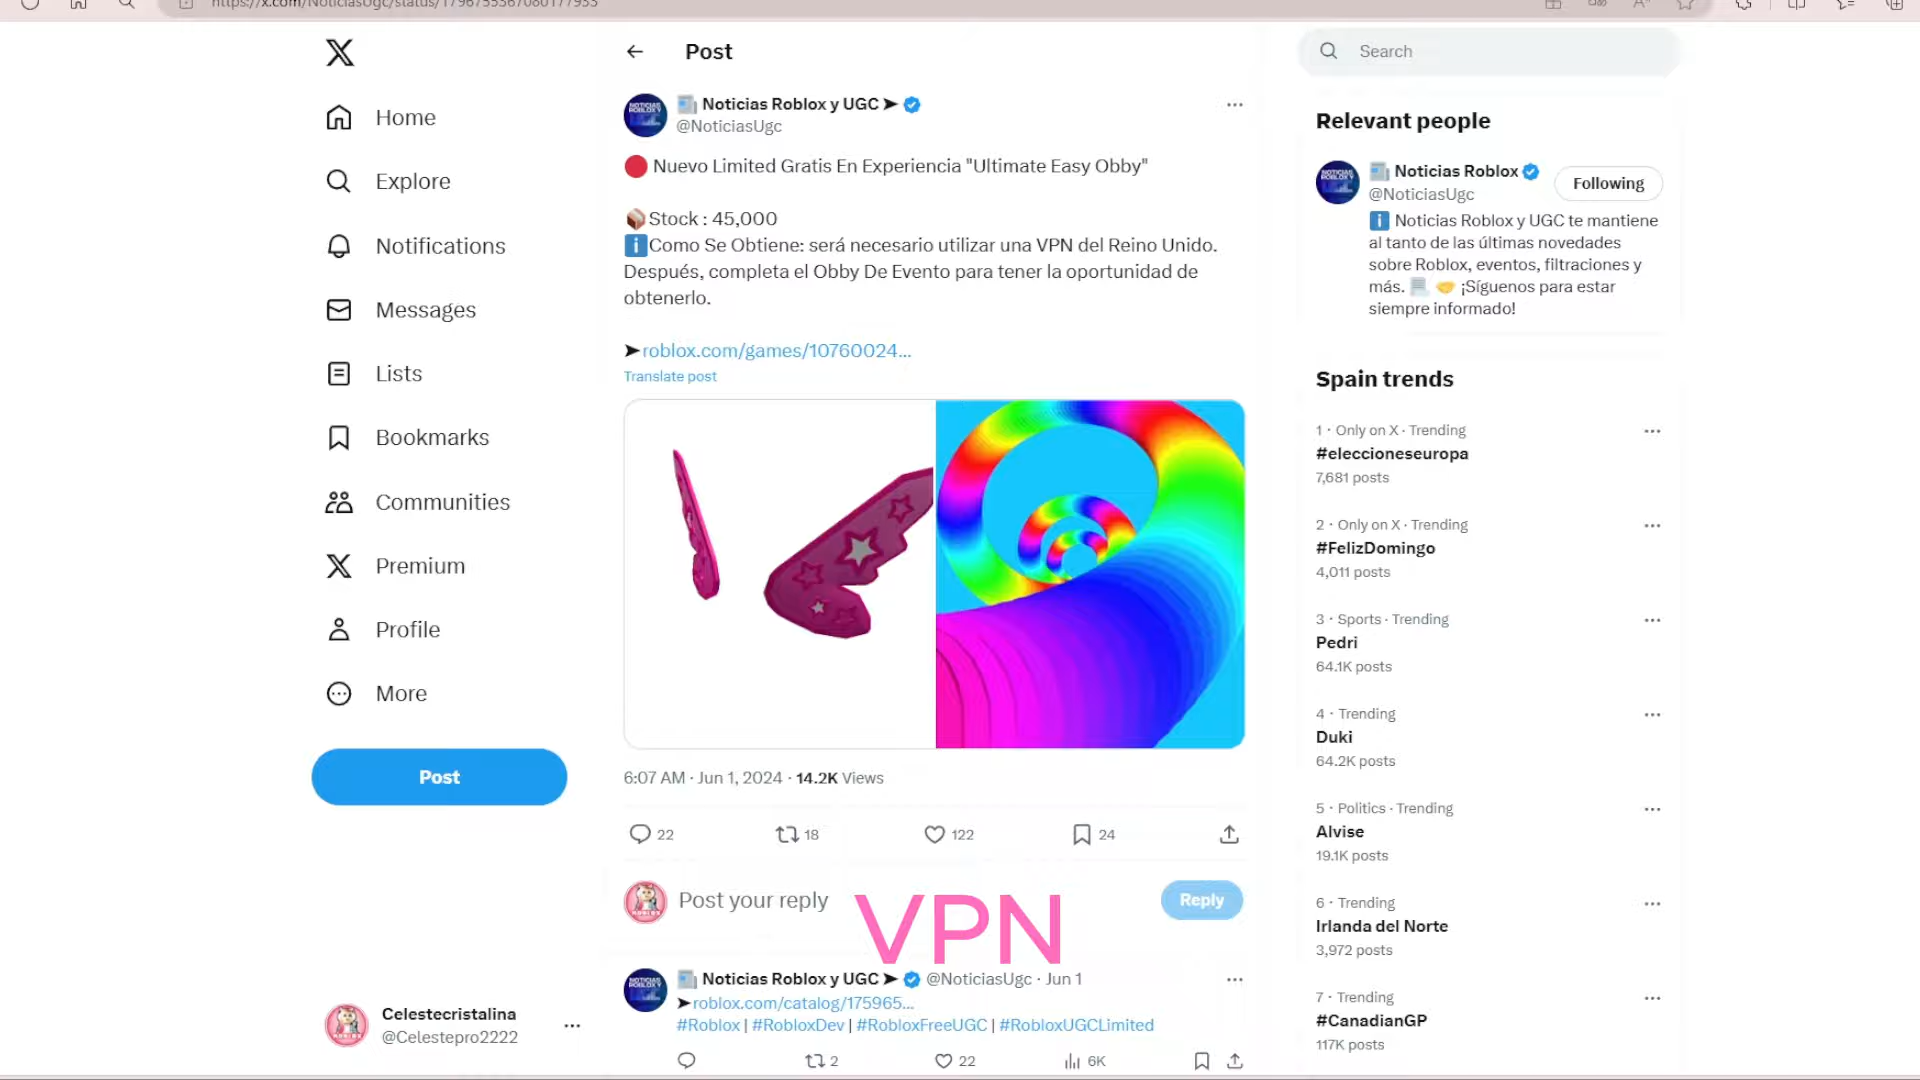 https://x.com/NoticiasUgc/status/1796755367080177933
Home
Explore
Notifications
Messages
Lists
Bookmarks
Communities
Premium
Profile
More
Post
Celestecristalina
@Celestepro2222
Post
Noticias Roblox y UGC ➤
@NoticiasUgc
Nuevo Limited Gratis En Experiencia "Ultimate Easy Obby"
Stock : 45,000
Como Se Obtiene: será necesario utilizar una VPN del Reino Unido.
Después, completa el Obby De Evento para tener la oportunidad de
obtenerlo.
➤roblox.com/games/10760024...
Translate post
6:07 AM · Jun 1, 2024 · 14.2K Views
22 18 122 24
Post your reply
Reply
VPN
Noticias Roblox y UGC ➤ @NoticiasUgc · Jun 1
➤roblox.com/catalog/175965...
#Roblox | #RobloxDev | #RobloxFreeUGC | #RobloxUGCLimited
2 22 6K
Search
Relevant people
Noticias Roblox
@NoticiasUgc
Following
Noticias Roblox y UGC te mantiene
al tanto de las últimas novedades
sobre Roblox, eventos, filtraciones y
más. ¡Síguenos para estar
siempre informado!
Spain trends
1 · Only on X · Trending
#eleccioneseuropa
7,681 posts
2 · Only on X · Trending
#FelizDomingo
4,011 posts
3 · Sports · Trending
Pedri
64.1K posts
4 · Trending
Duki
64.2K posts
5 · Politics · Trending
Alvise
19.1K posts
6 · Trending
Irlanda del Norte
3,972 posts
7 · Trending
#CanadianGP
117K posts